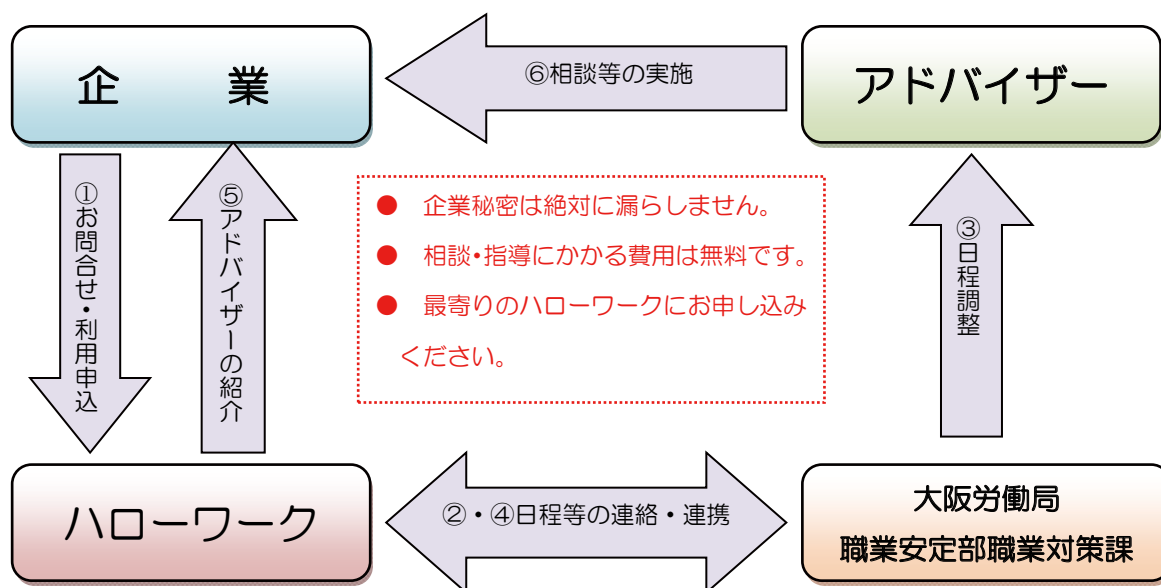 企　業
⑥相談等の実施
アドバイザー
①お問合せ・利用申込
⑤アドバイザーの紹介
● 企業秘密は絶対に漏らしません。
● 相談・指導にかかる費用は無料です。
● 最寄りのハローワークにお申し込み
ください。
③日程調整
ハローワーク
②・④日程等の連絡・連携
大阪労働局
職業安定部職業対策課